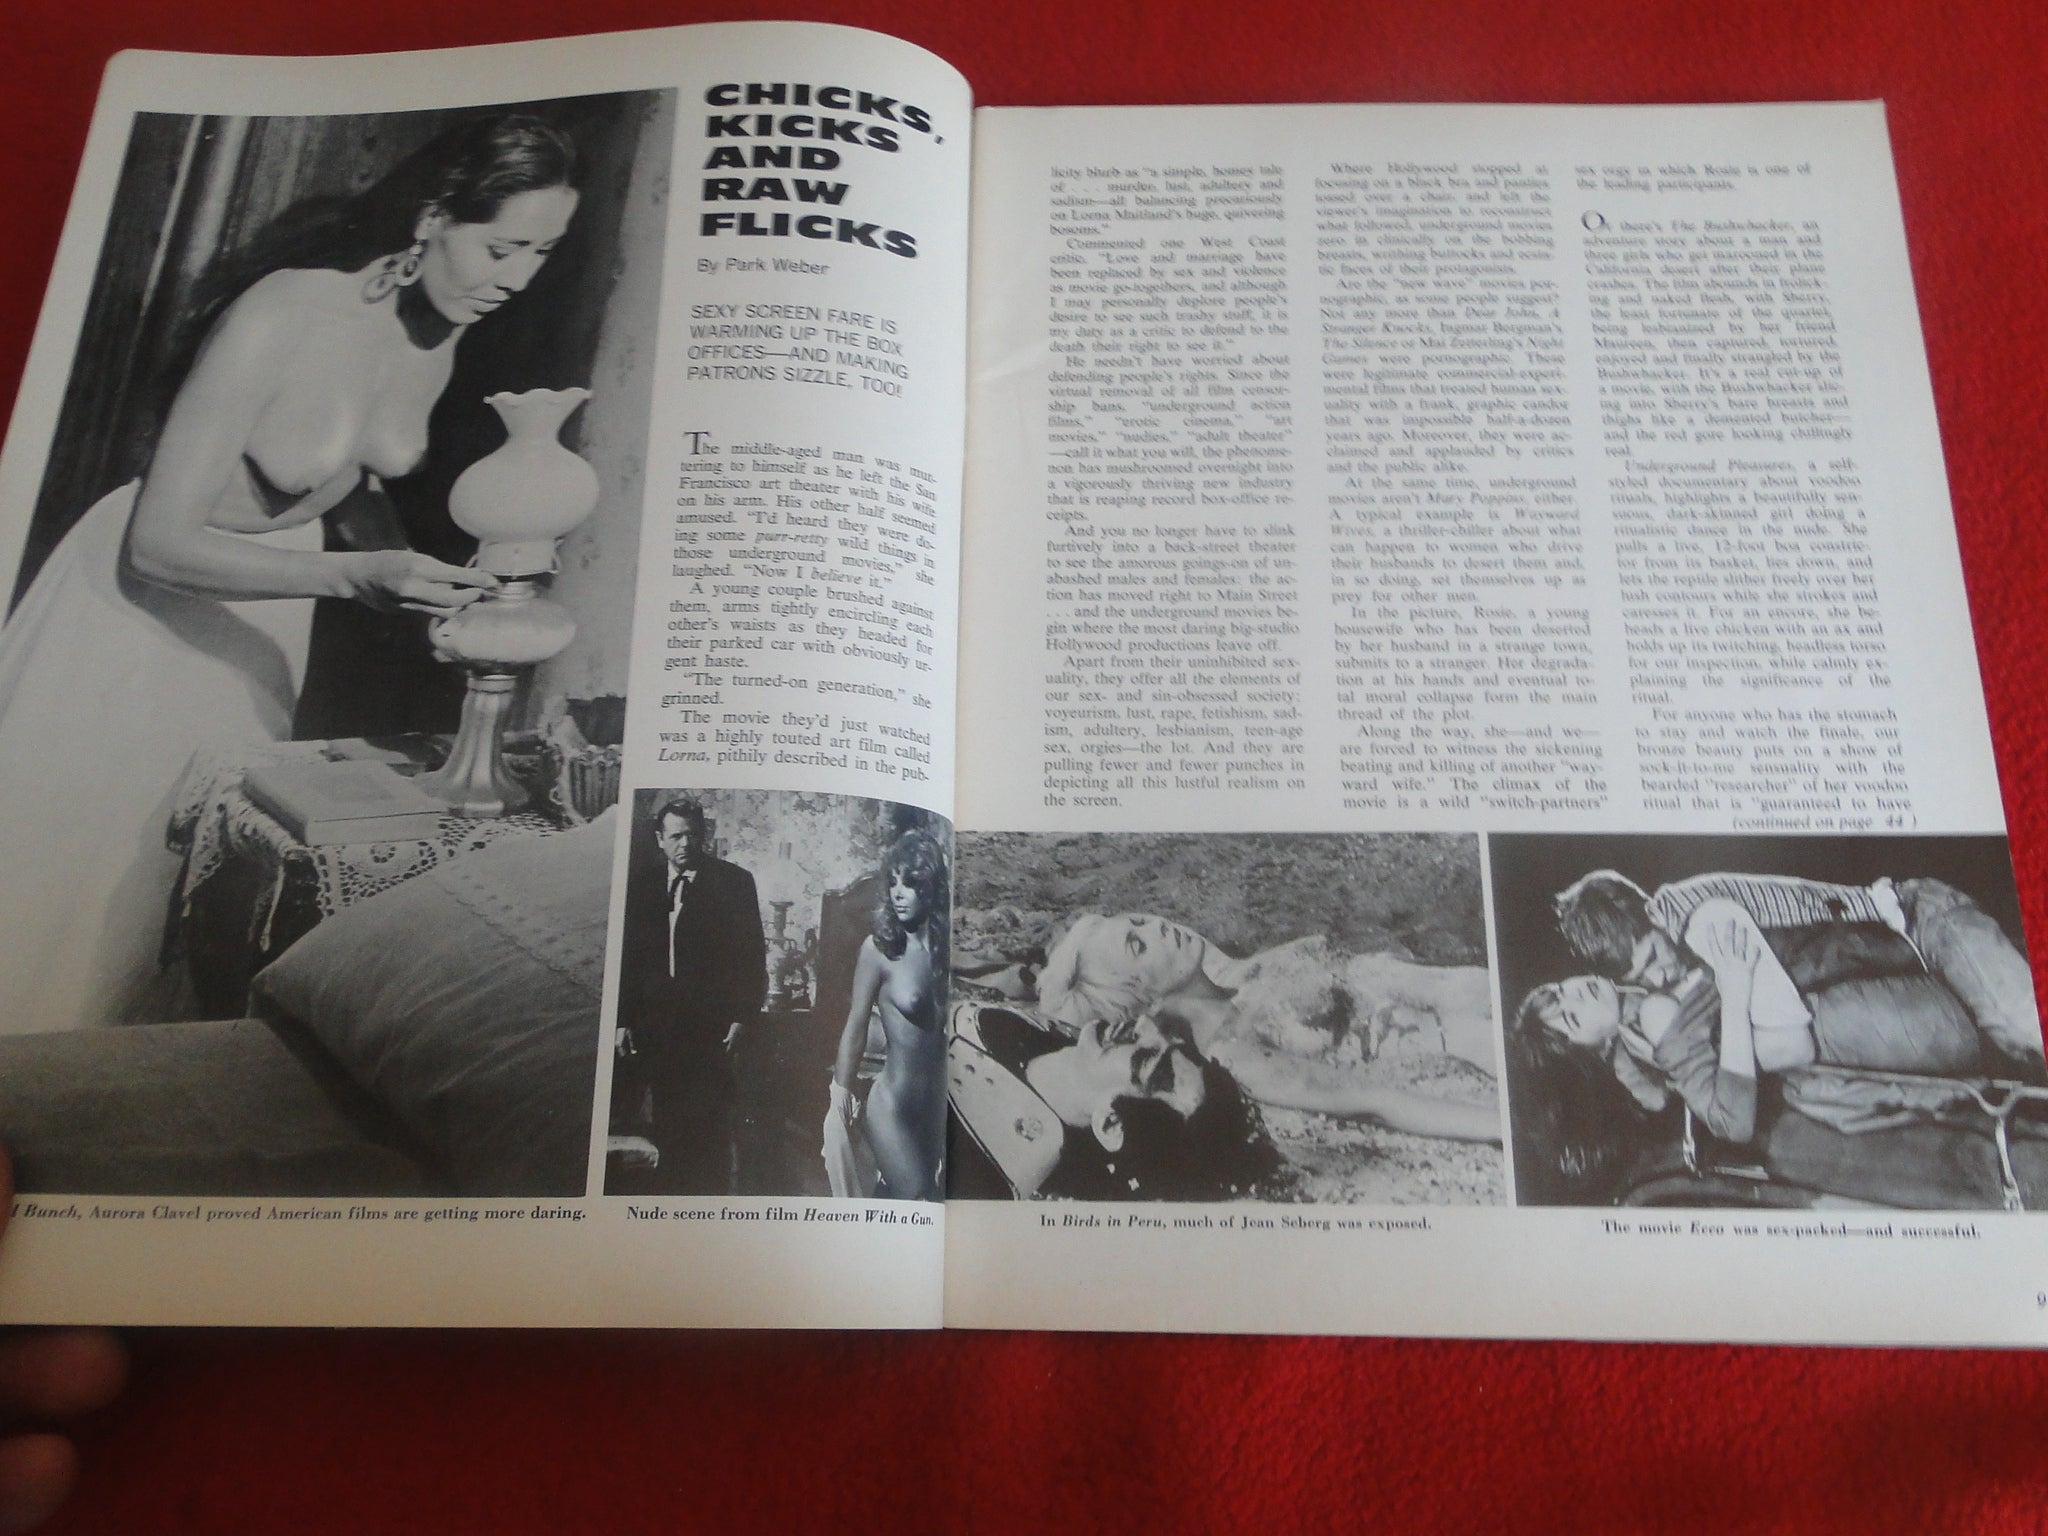 CHICKS,
KICKS
AND
RAW
FLICKS
By Park Weber
SEXY SCREEN FARE IS
WARMING UP THE BOX
OFFICES—AND MAKING
PATRONS SIZZLE, TOO!
The middle-aged man was mut-
tering to himself as he left the San
Francisco art theater with his wife
on his arm. His other half seemed
amused. "I'd heard they were do-
ing some purr-retty wild things in
those underground movies," she
laughed. "Now I believe it."
A young couple brushed against
them, arms tightly encircling each
other's waists as they headed for
their parked car with obviously ur-
gent haste.
"The turned-on generation," she
grinned.
The movie they'd just watched
was a highly touted art film called
Lorna, pithily described in the pub-
Bunch, Aurora Clavel proved American films are getting more daring.
Nude scene from film Heaven With a Gun.
licity blurb as "a simple, homey tale
of . . . murder, lust, adultery and
sadism—all balancing precariously
on Lorna Maitland's huge, quivering
bosoms."
Commented one West Coast
critic, "Love and marriage have
been replaced by sex and violence
as movie go-togethers, and although
I may personally deplore people's
desire to see such trashy stuff, it is
my duty as a critic to defend to the
death their right to see it."
He needn't have worried about
defending people's rights. Since the
virtual removal of all film censor-
ship bans, "underground action
films," "erotic cinema," "art
movies," "nudies," "adult theater"
—call it what you will, the phenome-
non has mushroomed overnight into
a vigorously thriving new industry
that is reaping record box-office re-
ceipts.
And you no longer have to slink
furtively into a back-street theater
to see the amorous goings-on of un-
abashed males and females: the ac-
tion has moved right to Main Street
. . . and the underground movies be-
gin where the most daring big-studio
Hollywood productions leave off.
Apart from their uninhibited sex-
uality, they offer all the elements of
our sex- and sin-obsessed society:
voyeurism, lust, rape, fetishism, sad-
ism, adultery, lesbianism, teen-age
sex, orgies—the lot. And they are
pulling fewer and fewer punches in
depicting all this lustful realism on
the screen.
Where Hollywood stopped at
focusing on a black bra and panties
tossed over a chair, and left the
viewer's imagination to reconstruct
what followed, underground movies
zero in clinically on the bobbing
breasts, writhing buttocks and ecsta-
tic faces of their protagonists.
Are the "new wave" movies por-
nographic, as some people suggest?
Not any more than Dear John, A
Stranger Knocks, Ingmar Bergman's
The Silence or Mai Zetterling's Night
Games were pornographic. These
were legitimate commercial-experi-
mental films that treated human sex-
uality with a frank, graphic candor
that was impossible half-a-dozen
years ago. Moreover, they were ac-
claimed and applauded by critics
and the public alike.
At the same time, underground
movies aren't Mary Poppins, either.
A typical example is Wayward
Wives, a thriller-chiller about what
can happen to women who drive
their husbands to desert them and,
in so doing, set themselves up as
prey for other men.
In the picture, Rosie, a young
housewife who has been deserted
by her husband in a strange town,
submits to a stranger. Her degrada-
tion at his hands and eventual to-
tal moral collapse form the main
thread of the plot.
Along the way, she—and we—
are forced to witness the sickening
beating and killing of another "way-
ward wife." The climax of the
movie is a wild "switch-partners"
sex orgy in which Rosie is one of
the leading participants.
Or there's The Bushwhacker, an
adventure story about a man and
three girls who get marooned in the
California desert after their plane
crashes. The film abounds in frolick-
ing and naked flesh, with Sherry,
the least fortunate of the quartet,
being lesbianized by her friend
Maureen, then captured, tortured,
enjoyed and finally strangled by the
Bushwhacker. It's a real cut-up of
a movie, with the Bushwhacker slic-
ing into Sherry's bare breasts and
thighs like a demented butcher—
and the red gore looking chillingly
real.
Underground Pleasures, a self-
styled documentary about voodoo
rituals, highlights a beautifully sen-
suous, dark-skinned girl doing a
ritualistic dance in the nude. She
pulls a live, 12-foot boa constric-
tor from its basket, lies down, and
lets the reptile slither freely over her
lush contours while she strokes and
caresses it. For an encore, she be-
heads a live chicken with an ax and
holds up its twitching, headless torso
for our inspection, while calmly ex-
plaining the significance of the
ritual.
For anyone who has the stomach
to stay and watch the finale, our
bronze beauty puts on a show of
sock-it-to-me sensuality with the
bearded "researcher" of her voodoo
ritual that is "guaranteed to have
(continued on page 44)
In Birds in Peru, much of Jean Seberg was exposed.
The movie Ecco was sex-packed—and successful.
9